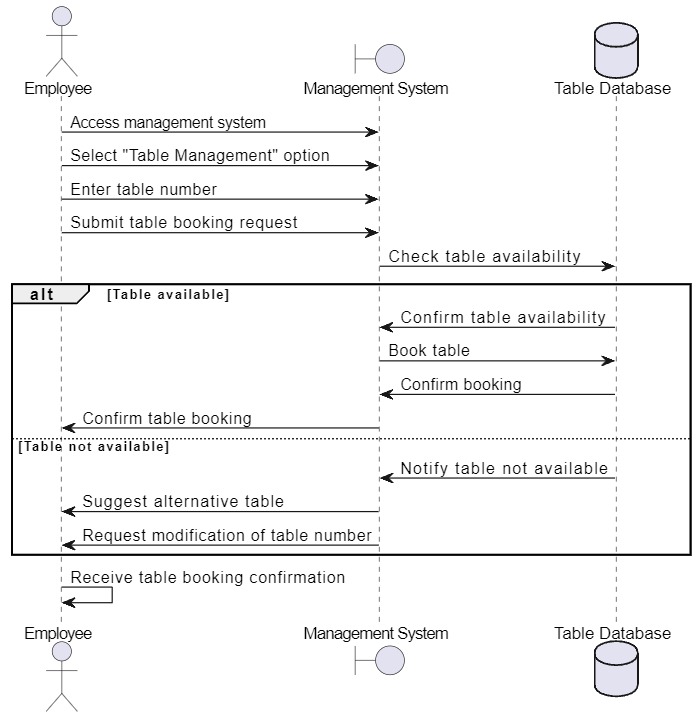 Employee
Management System
Table Database
Access management system
Select "Table Management" option
Enter table number
Submit table booking request
Check table availability
alt
[Table available]
Confirm table availability
Book table
Confirm booking
Confirm table booking
[Table not available]
Notify table not available
Suggest alternative table
Request modification of table number
Receive table booking confirmation
Employee
Management System
Table Database